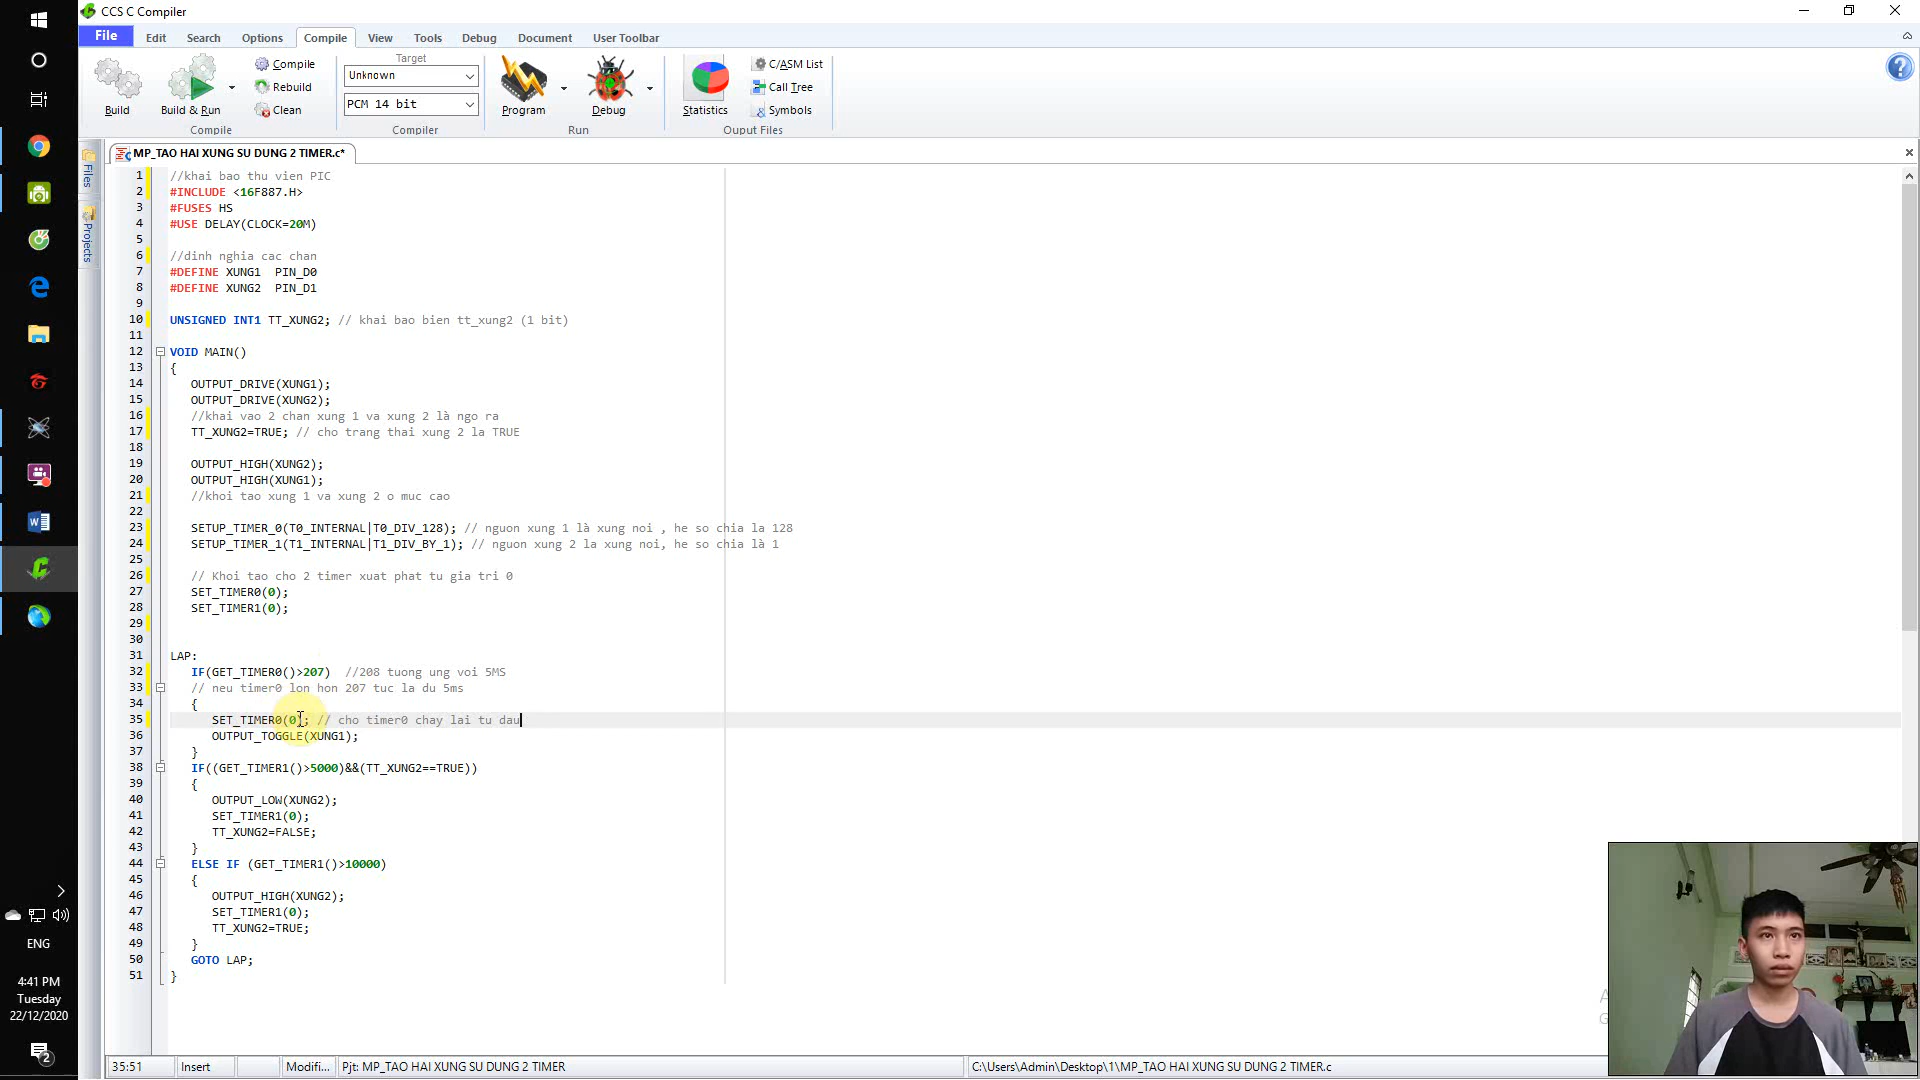 CCS C Compiler
File Edit Search Options Compile View Tools Debug Document User Toolbar
Build
Build & Run
Compile
Rebuild
Clean
Compile
Target
Unknown
PCM 14 bit
Compiler
Program
Debug
Run
Statistics
C/ASM List
Call Tree
Symbols
Ouput Files
Files
Projects
MP_TAO HAI XUNG SU DUNG 2 TIMER.c*
1 //khai bao thu vien PIC
2 #INCLUDE <16F887.H>
3 #FUSES HS
4 #USE DELAY(CLOCK=20M)
5
6 //dinh nghia cac chan
7 #DEFINE XUNG1 PIN_D0
8 #DEFINE XUNG2 PIN_D1
9
10 UNSIGNED INT1 TT_XUNG2; // khai bao bien tt_xung2 (1 bit)
11
12 VOID MAIN()
13 {
14 OUTPUT_DRIVE(XUNG1);
15 OUTPUT_DRIVE(XUNG2);
16 //khai vao 2 chan xung 1 va xung 2 là ngo ra
17 TT_XUNG2=TRUE; // cho trang thai xung 2 la TRUE
18
19 OUTPUT_HIGH(XUNG2);
20 OUTPUT_HIGH(XUNG1);
21 //khoi tao xung 1 va xung 2 o muc cao
22
23 SETUP_TIMER_0(T0_INTERNAL|T0_DIV_128); // nguon xung 1 là xung noi , he so chia la 128
24 SETUP_TIMER_1(T1_INTERNAL|T1_DIV_BY_1); // nguon xung 2 la xung noi, he so chia là 1
25
26 // Khoi tao cho 2 timer xuat phat tu gia tri 0
27 SET_TIMER0(0);
28 SET_TIMER1(0);
29
30
31 LAP:
32 IF(GET_TIMER0()>207) //208 tuong ung voi 5MS
33 // neu timer0 lon hon 207 tuc la du 5ms
34 {
35 SET_TIMER0(0); // cho timer0 chay lai tu dau
36 OUTPUT_TOGGLE(XUNG1);
37 }
38 IF((GET_TIMER1()>5000)&&(TT_XUNG2==TRUE))
39 {
40 OUTPUT_LOW(XUNG2);
41 SET_TIMER1(0);
42 TT_XUNG2=FALSE;
43 }
44 ELSE IF (GET_TIMER1()>10000)
45 {
46 OUTPUT_HIGH(XUNG2);
47 SET_TIMER1(0);
48 TT_XUNG2=TRUE;
49 }
50 GOTO LAP;
51 }
ENG
4:41 PM
Tuesday
22/12/2020
2
35:51 Insert Modifi... Pjt: MP_TAO HAI XUNG SU DUNG 2 TIMER C:\Users\Admin\Desktop\1\MP_TAO HAI XUNG SU DUNG 2 TIMER.c